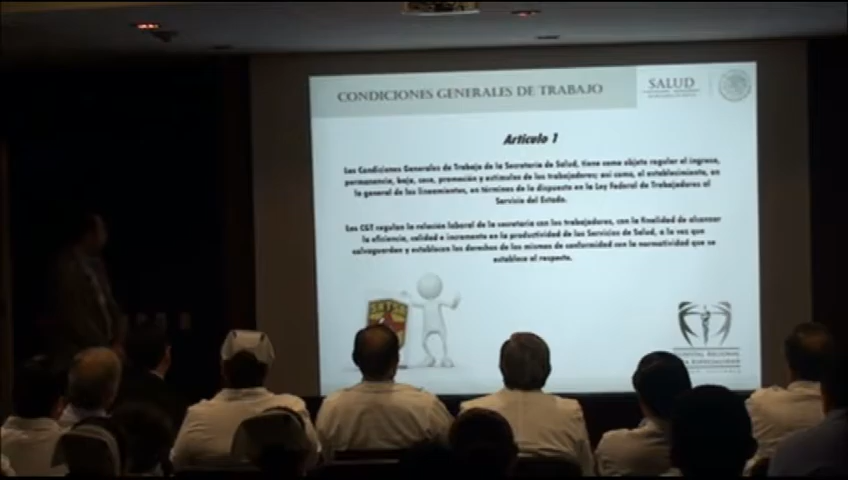 CONDICIONES GENERALES DE TRABAJO
SALUD
Artículo 1
Las Condiciones Generales de Trabajo de la Secretaría de Salud, tiene como objeto regular el ingreso,
permanencia, baja, cese, promoción y estímulos de los trabajadores; así como, el establecimiento, en
lo general de los lineamientos, en términos de lo dispuesto en la Ley Federal de Trabajadores al
Servicio del Estado.
Las CGT regulan la relación laboral de la secretaría con los trabajadores, con la finalidad de alcanzar
la eficiencia, calidad e incremento en la productividad de los Servicios de Salud, a la vez que
salvaguardan y establecen los derechos de los mismos de conformidad con la normatividad que se
establece al respecto.
SNTSA
HOSPITAL REGIONAL